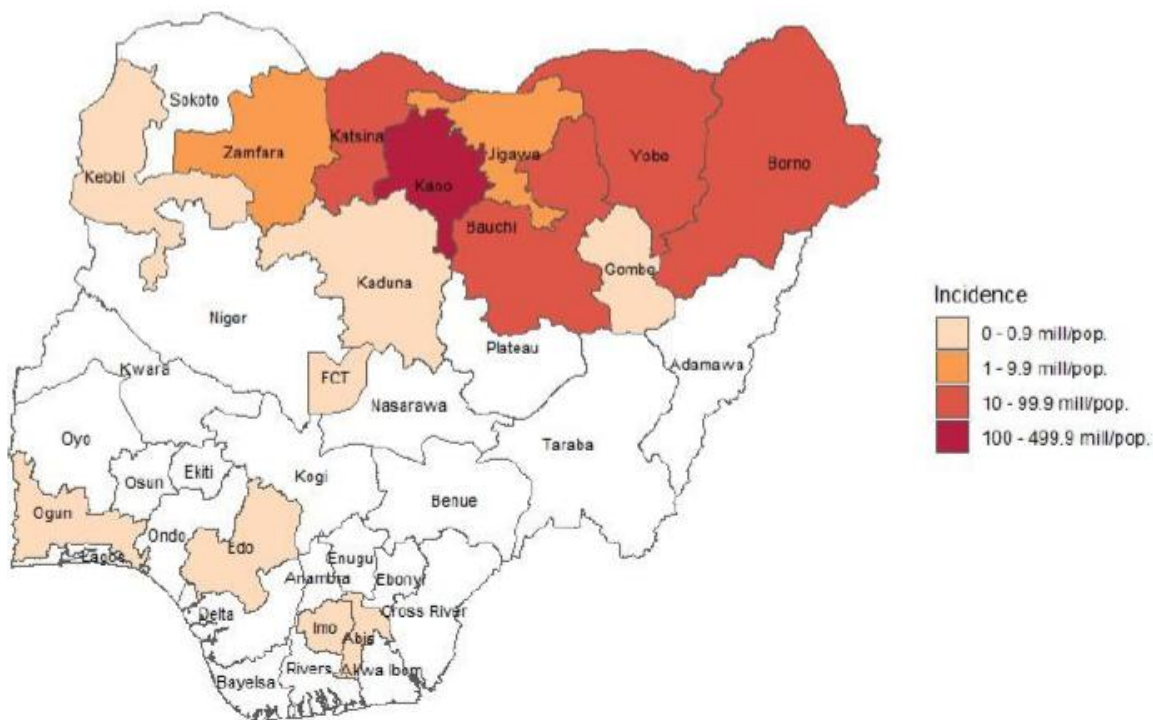 Sokoto
Zamfara
Katsina
Kano
Jigawa
Yobe
Borno
Kebbi
Bauchi
Gombe
Kaduna
Niger
Plateau
Adamawa
FCT
Nasarawa
Kwara
Taraba
Oyo
Osun
Ekiti
Kogi
Benue
Ogun
Ondo
Edo
Lagos
Enugu
Anambra
Ebonyi
Delta
Cross River
Imo
Abia
Rivers
Akwa Ibom
Bayelsa
Incidence
0 - 0.9 mill/pop.
1 - 9.9 mill/pop.
10 - 99.9 mill/pop.
100 - 499.9 mill/pop.